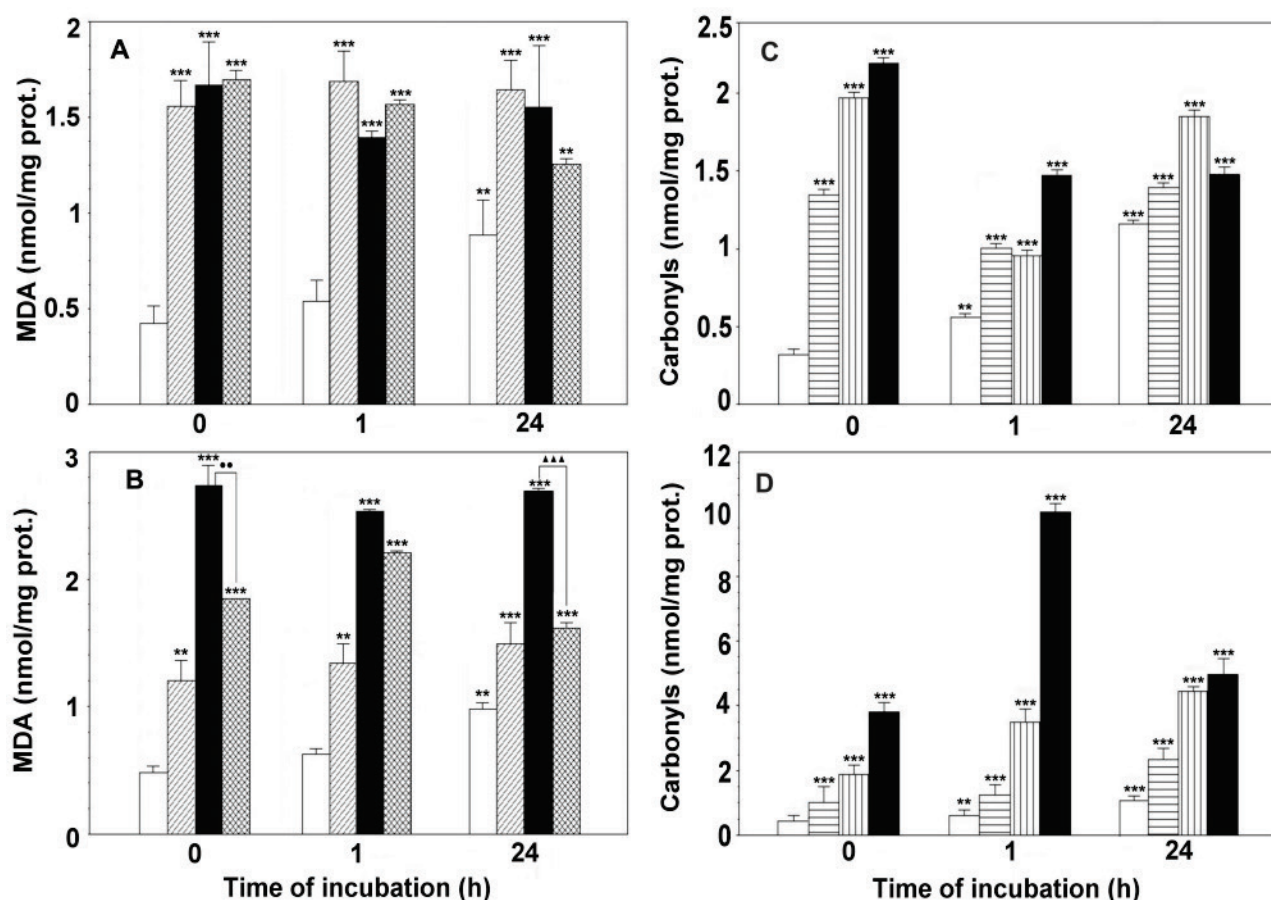 A
MDA (nmol/mg prot.)
2
1.5
1
0.5
0
*** *** ***
*** *** ***
** *** *** **
0 1 24
C
Carbonyls (nmol/mg prot.)
2.5
2
1.5
1
0.5
0
*** *** ***
** *** *** ***
*** *** *** ***
0 1 24
B
MDA (nmol/mg prot.)
3
2
1
0
** *** •• ***
** *** ***
** *** *** ▲▲▲ ***
0 1 24
Time of incubation (h)
D
Carbonyls (nmol/mg prot.)
12
10
8
6
4
2
0
*** *** ***
** *** *** ***
*** *** *** ***
0 1 24
Time of incubation (h)